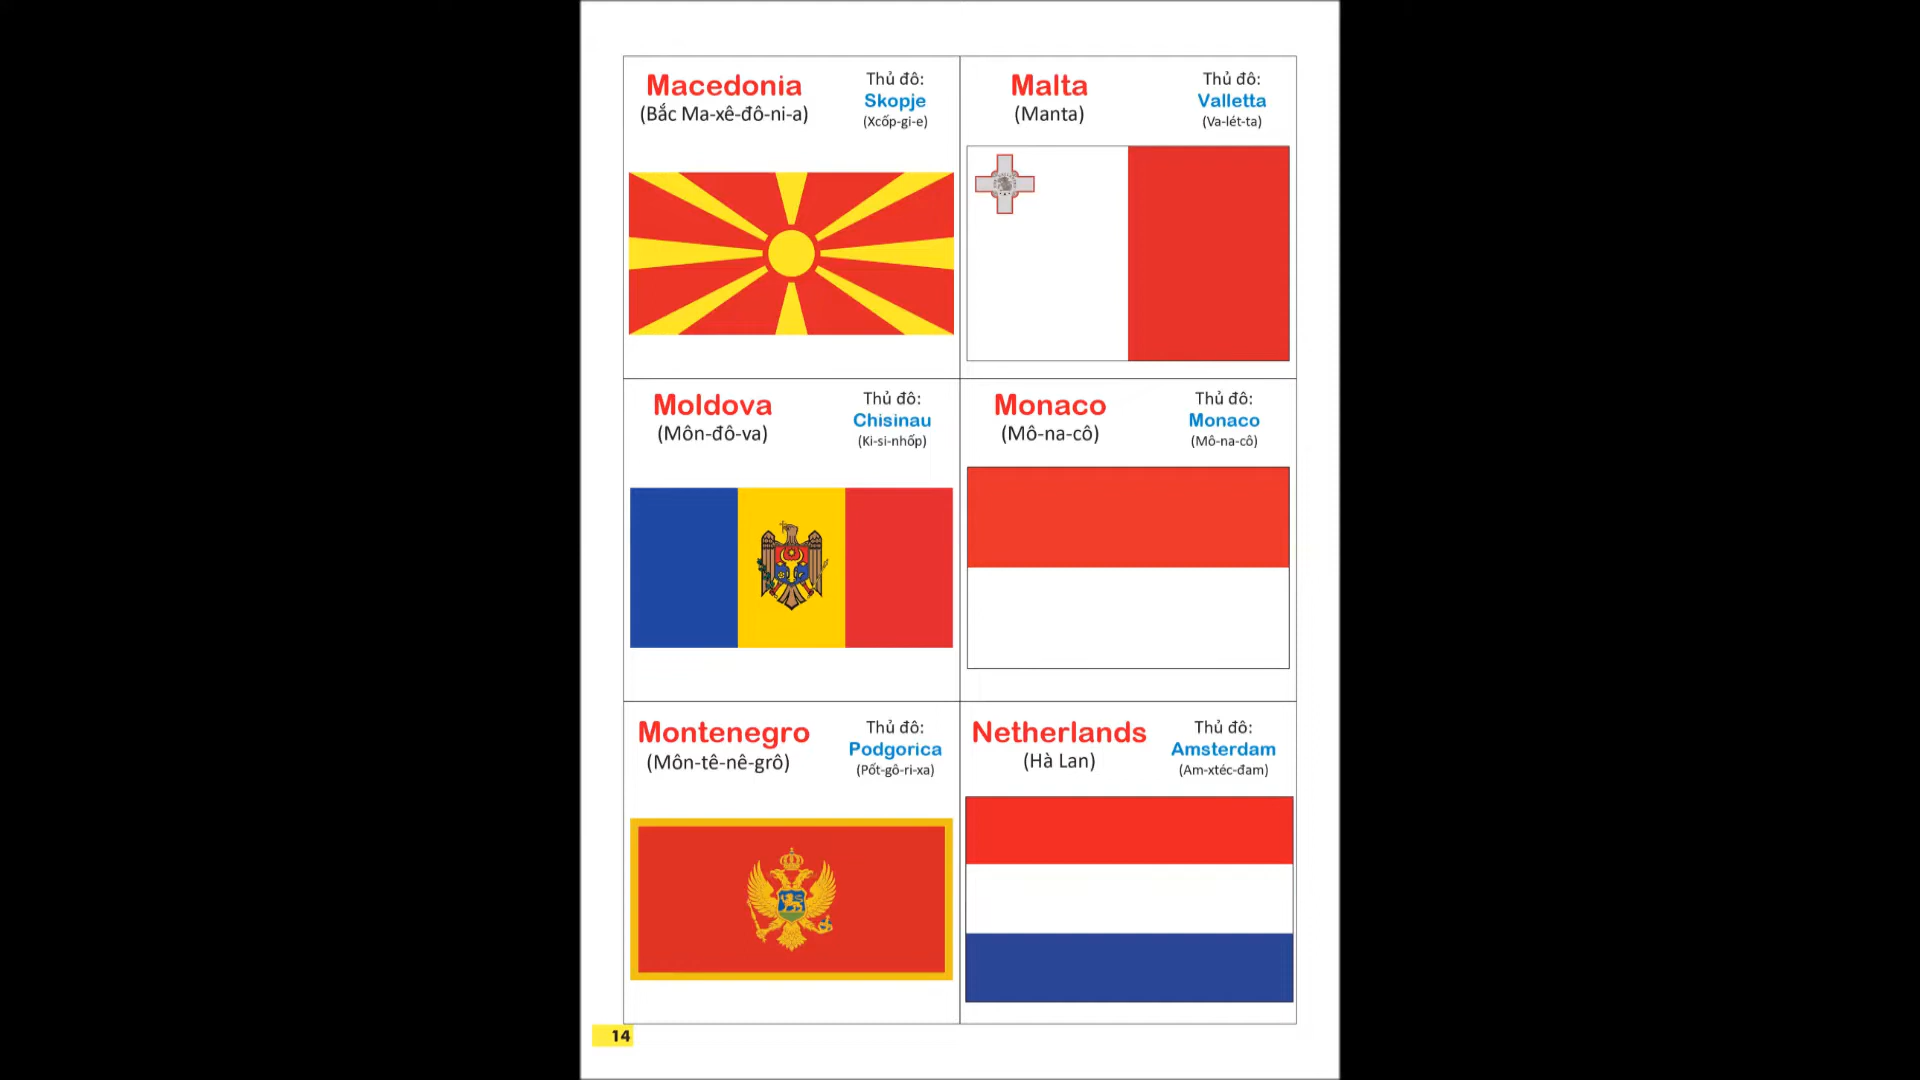 Macedonia
(Bắc Ma-xê-đô-ni-a)
Thủ đô:
Skopje
(Xcốp-gi-e)
Malta
(Manta)
Thủ đô:
Valletta
(Va-lét-ta)
Moldova
(Môn-đô-va)
Thủ đô:
Chisinau
(Ki-si-nhốp)
Monaco
(Mô-na-cô)
Thủ đô:
Monaco
(Mô-na-cô)
Montenegro
(Môn-tê-nê-grô)
Thủ đô:
Podgorica
(Pốt-gô-ri-xa)
Netherlands
(Hà Lan)
Thủ đô:
Amsterdam
(Am-xtéc-đam)
14